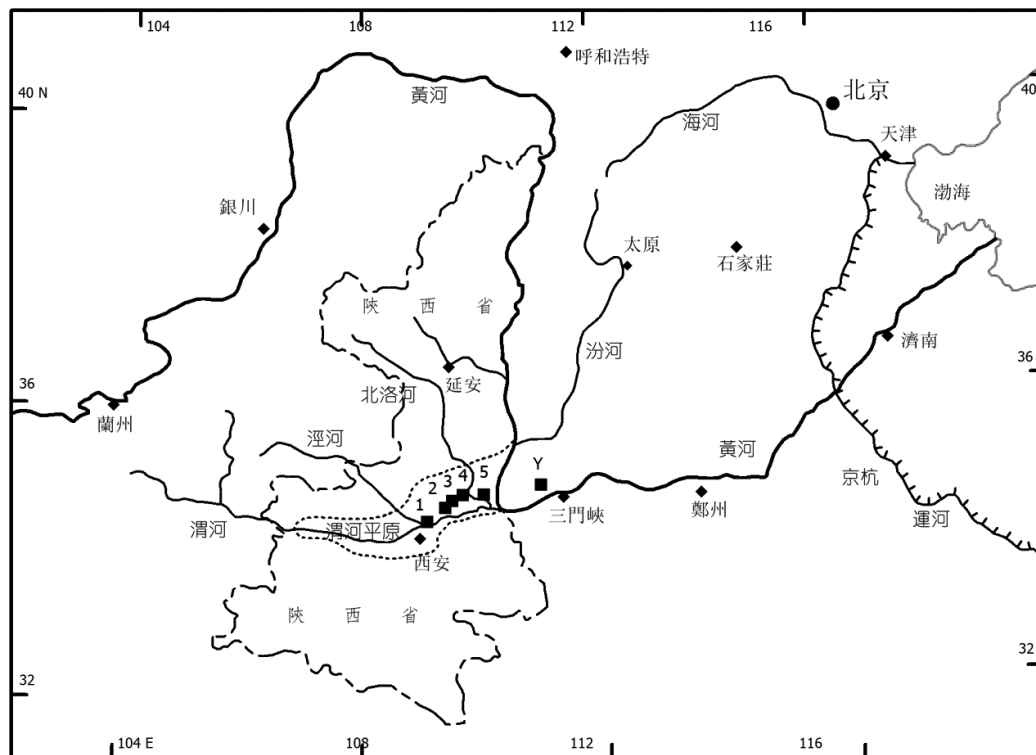 104
108
112
116
呼和浩特
40 N
黃河
海河
北京
40
天津
渤海
銀川
太原
石家莊
陝西省
汾河
濟南
延安
北洛河
36
36
蘭州
涇河
黃河
京杭
運河
1
2
3
4
5
Y
三門峽
鄭州
渭河
渭河平原
西安
陝西省
32
32
104 E
108
112
116